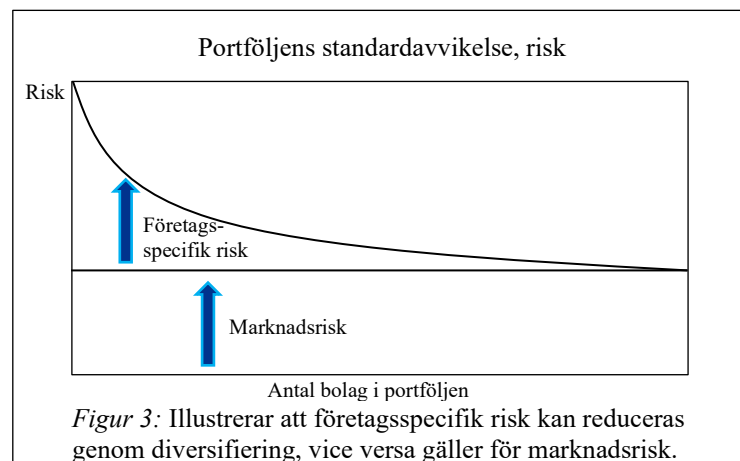 Portföljens standardavvikelse, risk
Risk
Företags-
specifik risk
Marknadsrisk
Antal bolag i portföljen
Figur 3: Illustrerar att företagsspecifik risk kan reduceras
genom diversifiering, vice versa gäller för marknadsrisk.